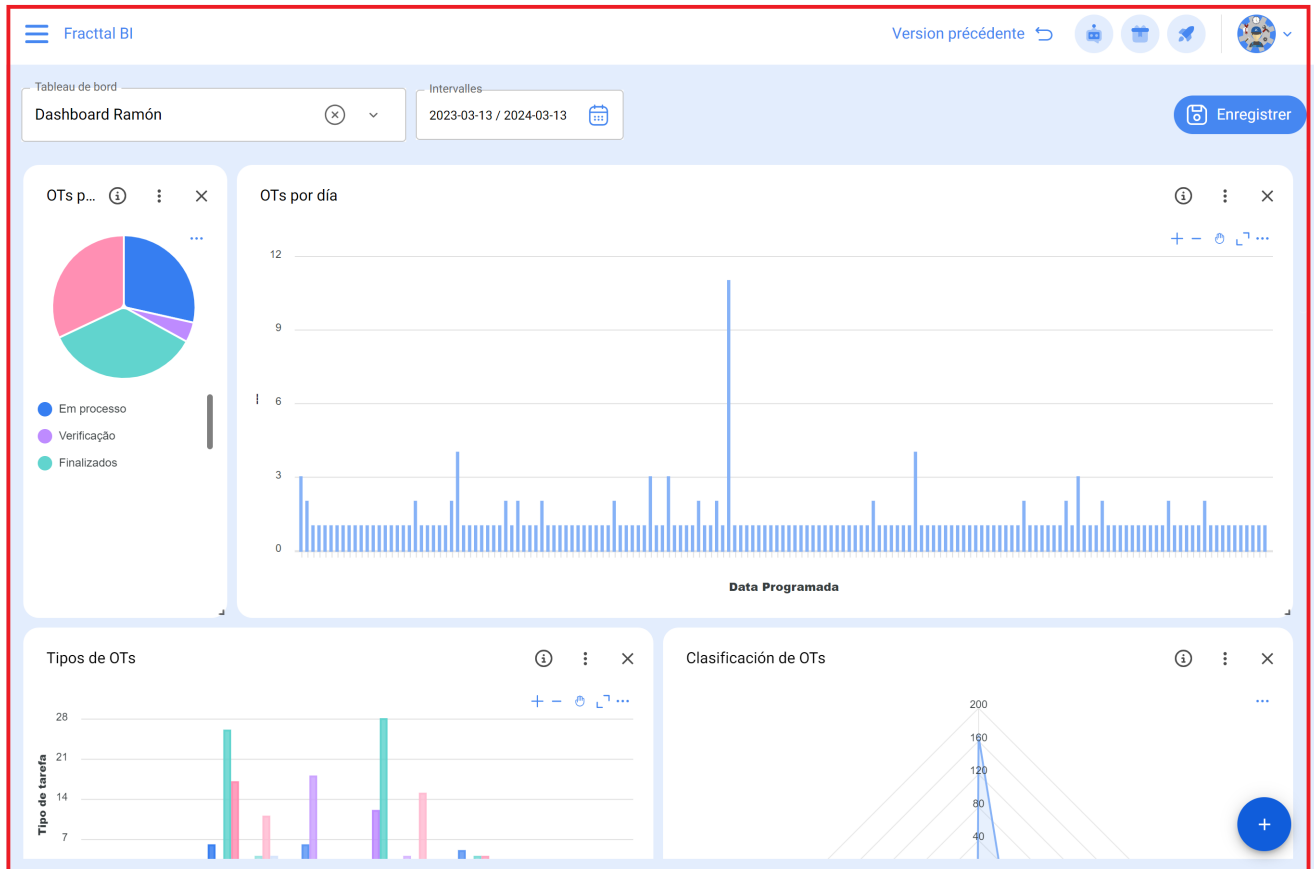 Fracttal BI
Version précédente
Tableau de bord
Dashboard Ramón
Intervalles
2023-03-13 / 2024-03-13
Enregistrer
OTs p...
Em processo
Verificação
Finalizados
OTs por día
12
9
6
3
0
Data Programada
Tipos de OTs
Tipo de tarefa
28
21
14
7
Clasificación de OTs
200
160
120
80
40